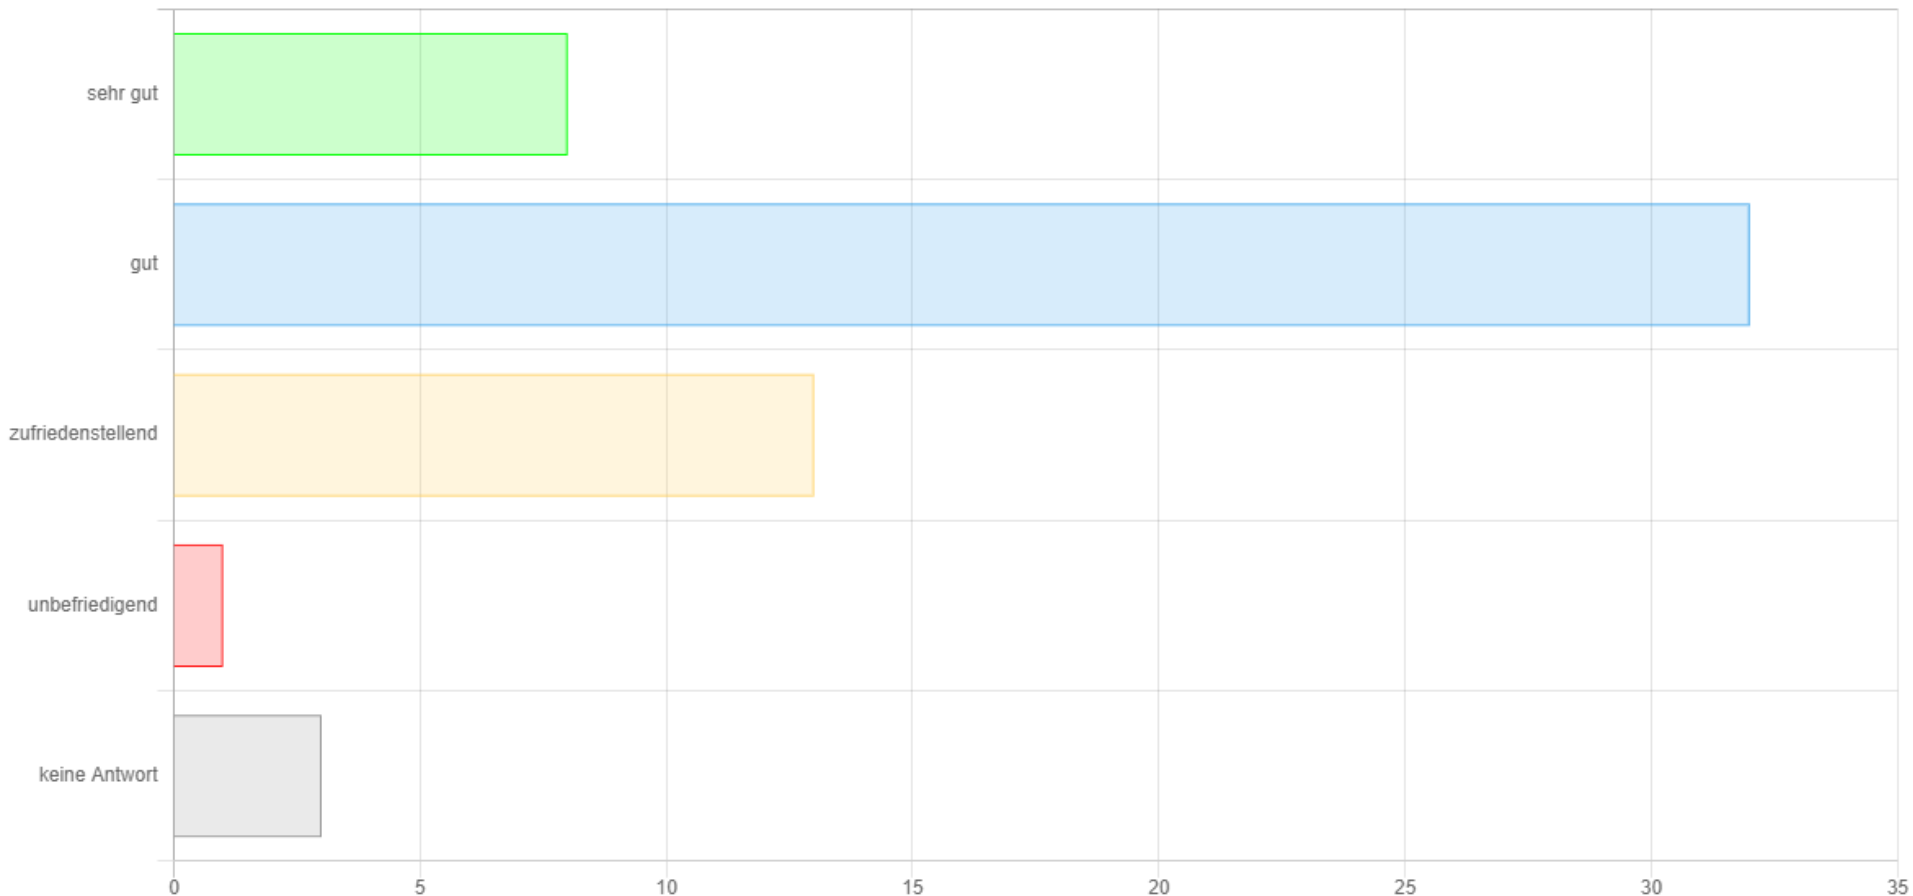 sehr gut
gut
zufriedenstellend
unbefriedigend
keine Antwort
0 5 10 15 20 25 30 35